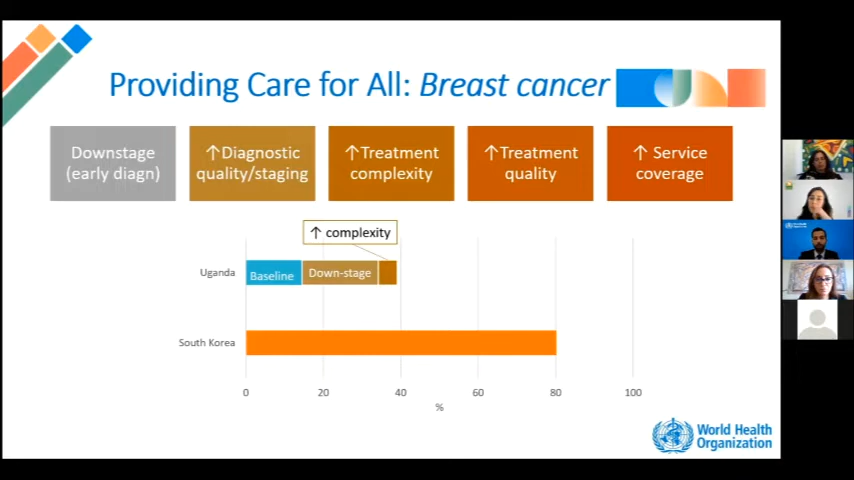 Providing Care for All: Breast cancer
Downstage
(early diagn)
↑Diagnostic
quality/staging
↑Treatment
complexity
↑Treatment
quality
↑ Service
coverage
↑ complexity
Uganda
Baseline
Down-stage
South Korea
0
20
40
60
80
100
%
World Health
Organization